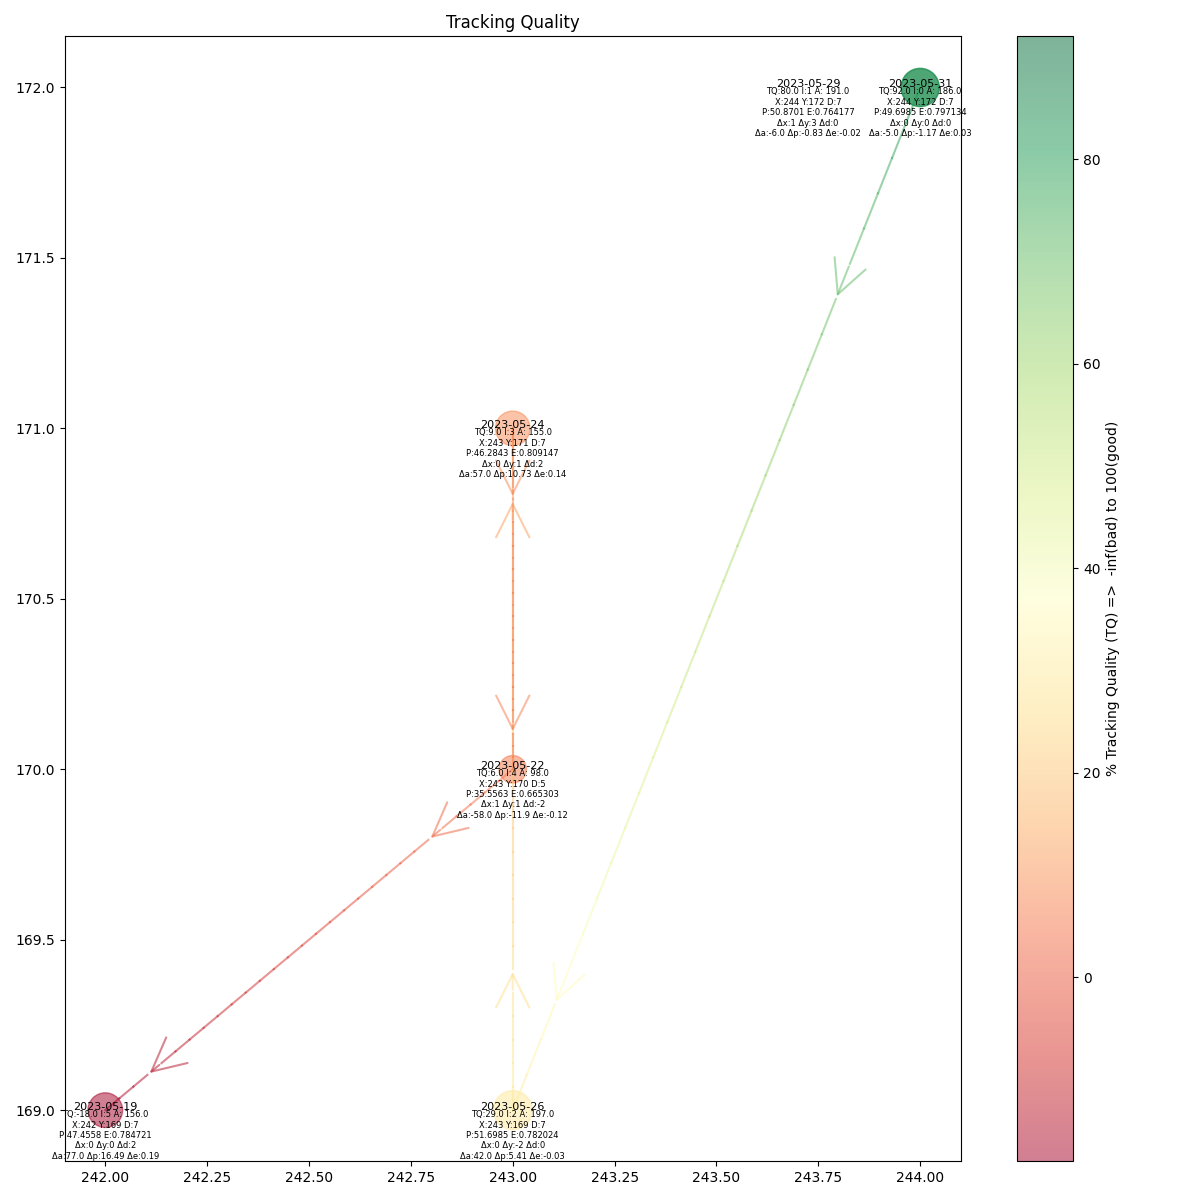 Tracking Quality
172.0
171.5
171.0
170.5
170.0
169.5
169.0
2023-05-29
TQ:80.0 I:1 A: 191.0
X:244 Y:172 D:7
P:50.8701 E:0.764177
Δx:1 Δy:3 Δd:0
Δa:-6.0 Δp:-0.83 Δe:-0.02
2023-05-31
TQ:92.0 I:0 A: 186.0
X:244 Y:172 D:7
P:49.6985 E:0.797134
Δx:0 Δy:0 Δd:0
Δa:-5.0 Δp:-1.17 Δe:0.03
2023-05-24
TQ:9.0 I:3 A: 155.0
X:243 Y:171 D:7
P:46.2843 E:0.809147
Δx:0 Δy:1 Δd:2
Δa:57.0 Δp:10.73 Δe:0.14
2023-05-22
TQ:6.0 I:4 A: 98.0
X:243 Y:170 D:5
P:35.5563 E:0.665303
Δx:1 Δy:1 Δd:-2
Δa:-58.0 Δp:-11.9 Δe:-0.12
2023-05-19
TQ:-18.0 I:5 A: 156.0
X:242 Y:169 D:7
P:47.4558 E:0.784721
Δx:0 Δy:0 Δd:2
Δa:77.0 Δp:16.49 Δe:0.19
2023-05-26
TQ:29.0 I:2 A: 197.0
X:243 Y:169 D:7
P:51.6985 E:0.782024
Δx:0 Δy:-2 Δd:0
Δa:42.0 Δp:5.41 Δe:-0.03
242.00 242.25 242.50 242.75 243.00 243.25 243.50 243.75 244.00
80
60
40
20
0
% Tracking Quality (TQ) => -inf(bad) to 100(good)